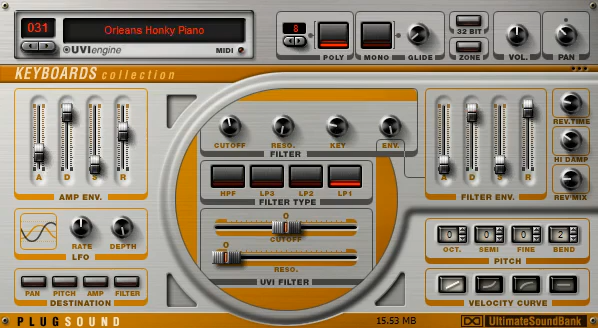 031
Orleans Honky Piano
UVI engine
MIDI
8
POLY
MONO
GLIDE
32 BIT
ZONE
VOL.
PAN
KEYBOARDS collection
A D S R
AMP ENV.
RATE
DEPTH
LFO
PAN PITCH AMP FILTER
DESTINATION
CUTOFF RESO. KEY ENV.
FILTER
HPF LP3 LP2 LP1
FILTER TYPE
0
CUTOFF
0
RESO.
UVI FILTER
A D S R
FILTER ENV.
REV.TIME
HI DAMP
REV'MIX
0 0 0 2
OCT. SEMI FINE BEND
PITCH
VELOCITY CURVE
PLUGSOUND
15.53 MB
UltimateSoundBank